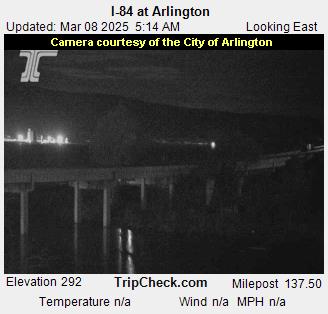 I-84 at Arlington
Updated: Mar 08 2025 5:14 AM Looking East
Camera courtesy of the City of Arlington
Elevation 292 TripCheck.com Milepost 137.50
Temperature n/a Wind n/a MPH n/a